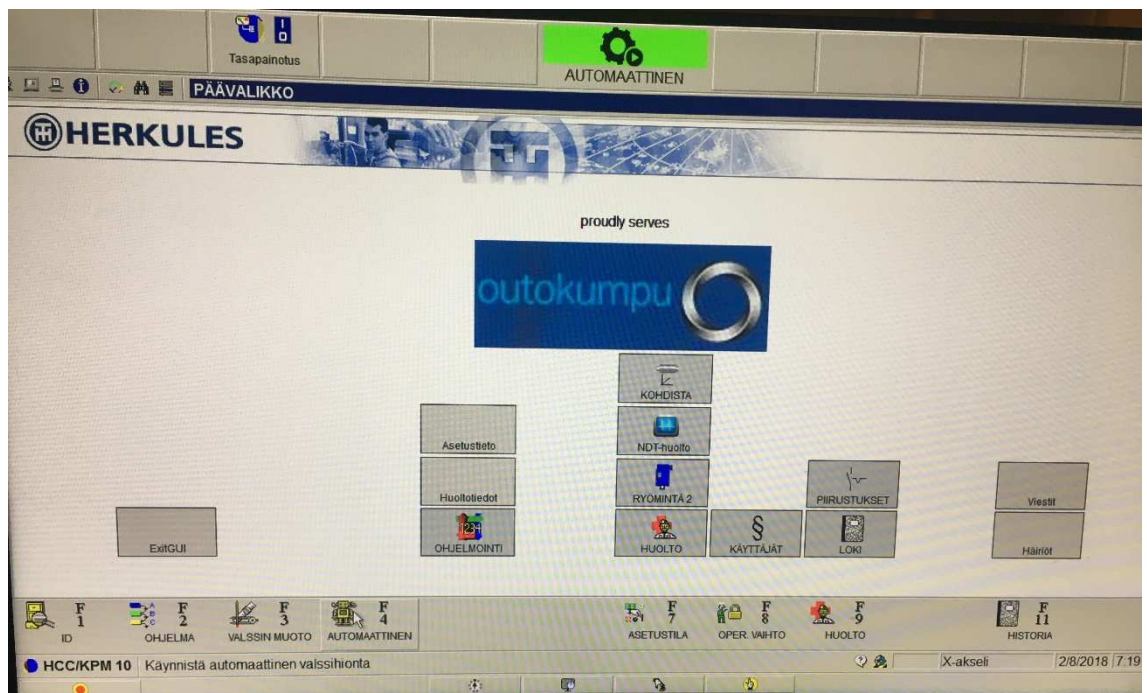 Tasapainotus
AUTOMAATTINEN
PÄÄVALIKKO
HERKULES
proudly serves
outokumpu
KOHDISTA
Asetustieto
NDT-huolto
Huoltotiedot
RYÖMINTÄ 2
PIIRUSTUKSET
Viestit
ExitGUI
1234
OHJELMOINTI
HUOLTO
§
KÄYTTÄJÄT
LOKI
Häiriöt
F F F F F F F F
1 2 3 4 7 8 9 11
ID OHJELMA VALSSIN MUOTO AUTOMAATTINEN ASETUSTILA OPER. VAIHTO HUOLTO HISTORIA
HCC/KPM 10 Käynnistä automaattinen valssihionta X-akseli 2/8/2018 7:19